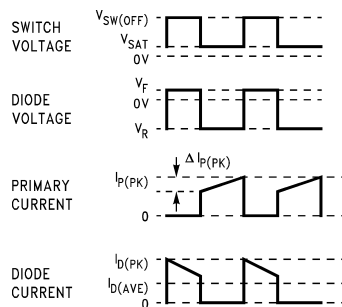 SWITCH VOLTAGE
V_SW(OFF)
V_SAT
0V
DIODE VOLTAGE
V_F
0V
V_R
PRIMARY CURRENT
Δ I_P(PK)
I_P(PK)
0
DIODE CURRENT
I_D(PK)
I_D(AVE)
0